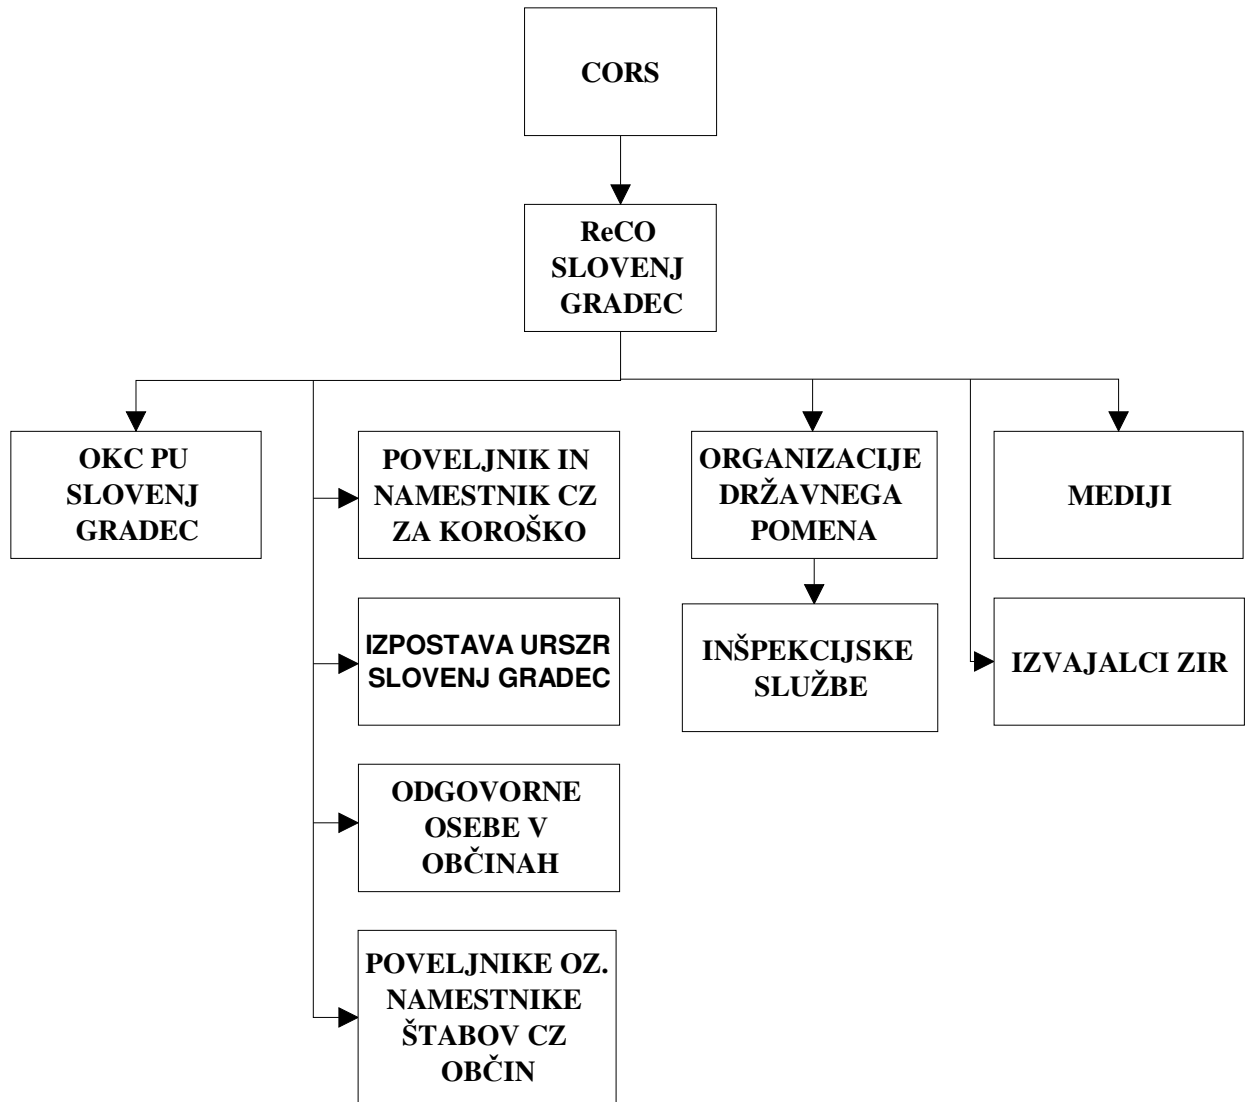 CORS
ReCO
SLOVENJ
GRADEC
OKC PU
SLOVENJ
GRADEC
POVELJNIK IN
NAMESTNIK CZ
ZA KOROŠKO
ORGANIZACIJE
DRŽAVNEGA
POMENA
MEDIJI
IZPOSTAVA URSZR
SLOVENJ GRADEC
INŠPEKCIJSKE
SLUŽBE
IZVAJALCI ZIR
ODGOVORNE
OSEBE V
OBČINAH
POVELJNIKE OZ.
NAMESTNIKE
ŠTABOV CZ
OBČIN